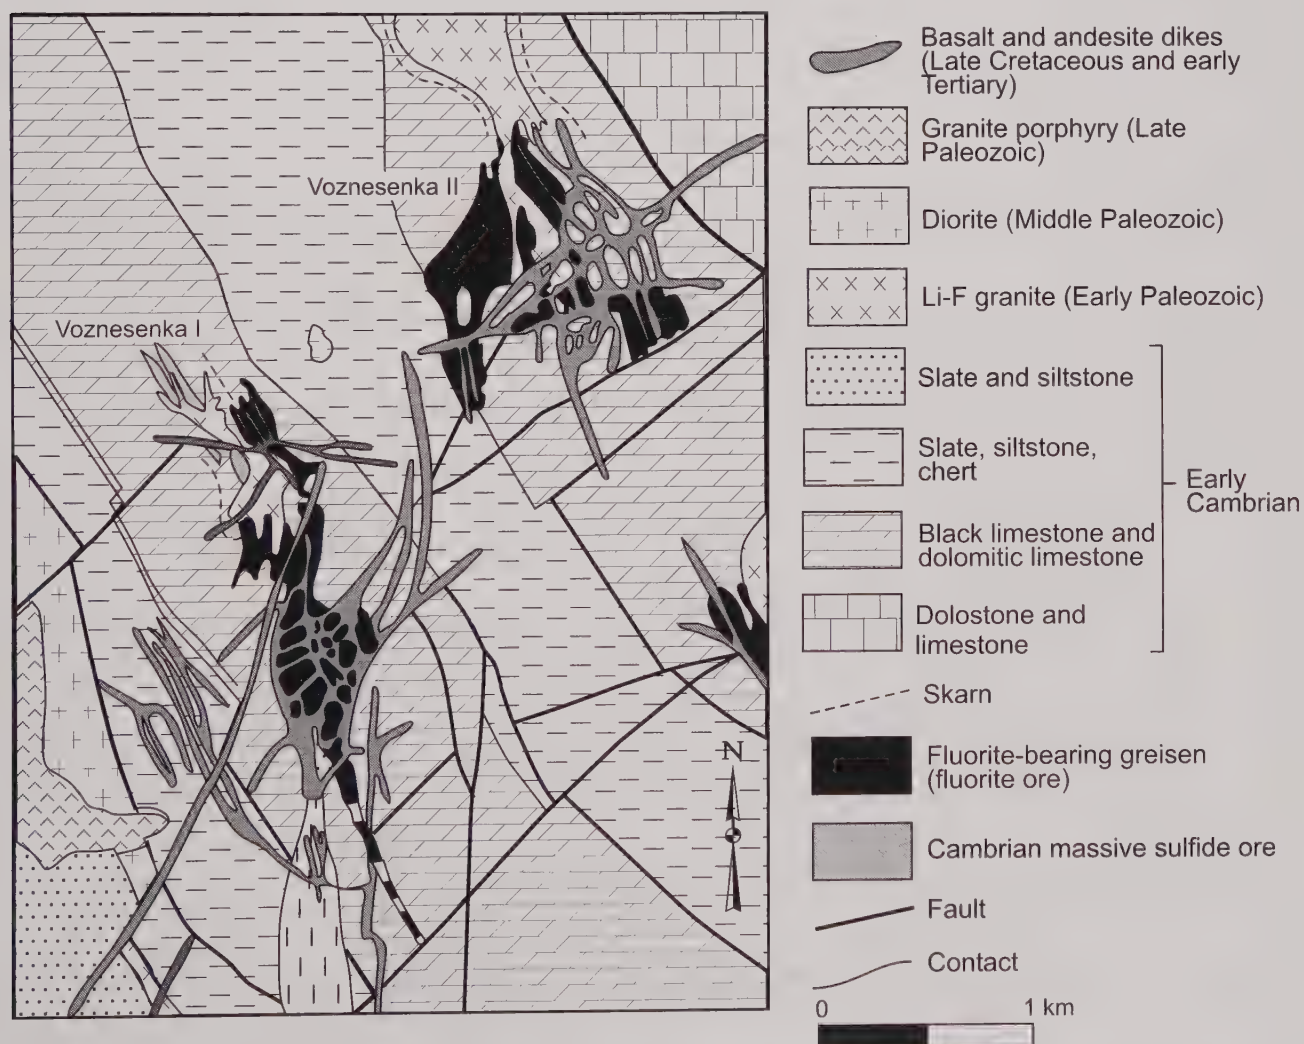 Voznesenka II
Voznesenka I
N
Basalt and andesite dikes
(Late Cretaceous and early
Tertiary)
Granite porphyry (Late
Paleozoic)
Diorite (Middle Paleozoic)
Li-F granite (Early Paleozoic)
Slate and siltstone
Slate, siltstone,
chert
Black limestone and
dolomitic limestone
Dolostone and
limestone
Early
Cambrian
Skarn
Fluorite-bearing greisen
(fluorite ore)
Cambrian massive sulfide ore
Fault
Contact
0 1 km